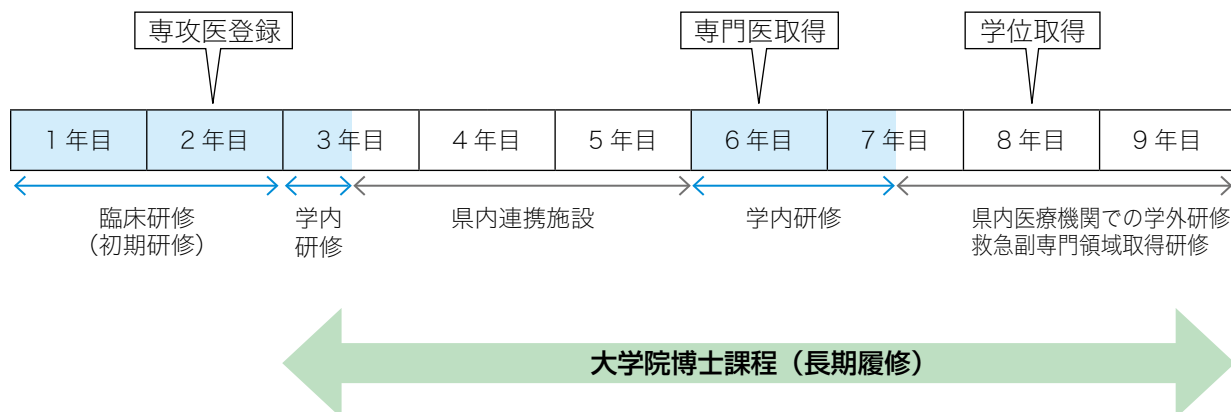 専攻医登録
専門医取得
学位取得
1年目
2年目
3年目
4年目
5年目
6年目
7年目
8年目
9年目
臨床研修
（初期研修）
学内
研修
県内連携施設
学内研修
県内医療機関での学外研修
救急副専門領域取得研修
大学院博士課程（長期履修）